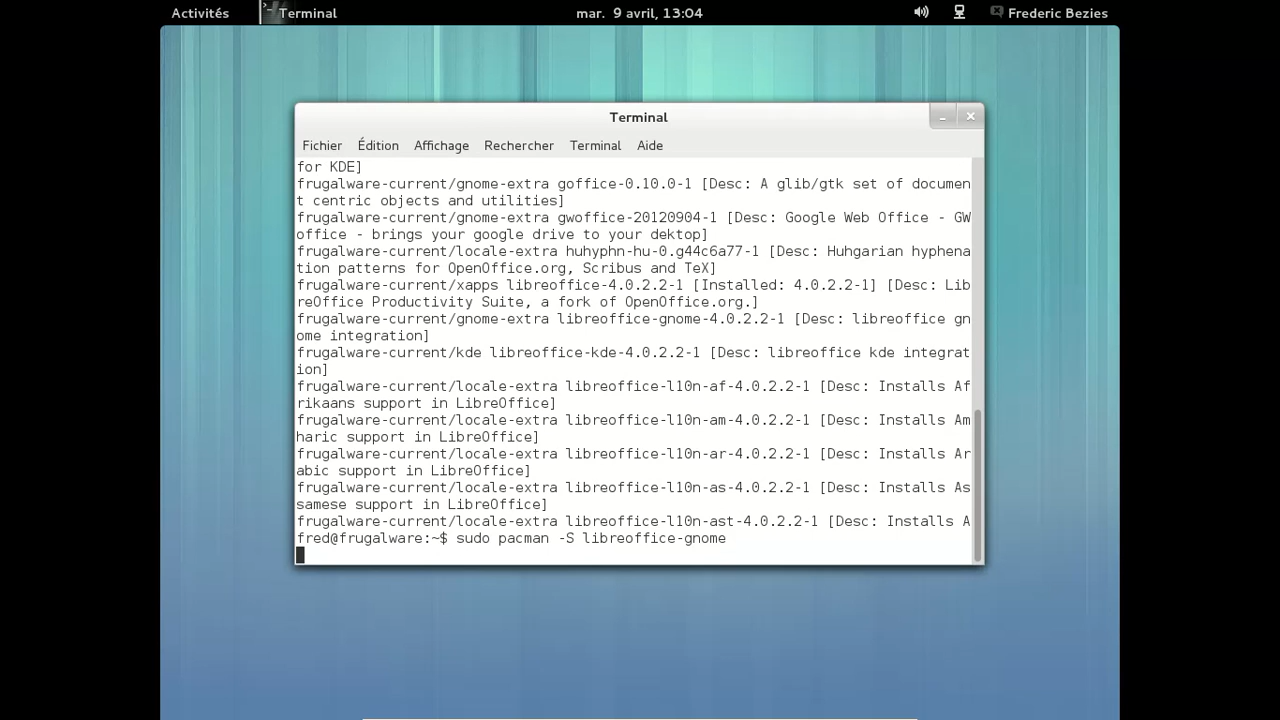 Activités Terminal mar. 9 avril, 13:04 Frederic Bezies
Terminal
Fichier Édition Affichage Rechercher Terminal Aide
for KDE]
frugalware-current/gnome-extra goffice-0.10.0-1 [Desc: A glib/gtk set of documen
t centric objects and utilities]
frugalware-current/gnome-extra gwoffice-20120904-1 [Desc: Google Web Office - GW
office - brings your google drive to your dektop]
frugalware-current/locale-extra huhyphn-hu-0.g44c6a77-1 [Desc: Huhgarian hyphena
tion patterns for OpenOffice.org, Scribus and TeX]
frugalware-current/xapps libreoffice-4.0.2.2-1 [Installed: 4.0.2.2-1] [Desc: Lib
reOffice Productivity Suite, a fork of OpenOffice.org.]
frugalware-current/gnome-extra libreoffice-gnome-4.0.2.2-1 [Desc: libreoffice gn
ome integration]
frugalware-current/kde libreoffice-kde-4.0.2.2-1 [Desc: libreoffice kde integrat
ion]
frugalware-current/locale-extra libreoffice-l10n-af-4.0.2.2-1 [Desc: Installs Af
rikaans support in LibreOffice]
frugalware-current/locale-extra libreoffice-l10n-am-4.0.2.2-1 [Desc: Installs Am
haric support in LibreOffice]
frugalware-current/locale-extra libreoffice-l10n-ar-4.0.2.2-1 [Desc: Installs Ar
abic support in LibreOffice]
frugalware-current/locale-extra libreoffice-l10n-as-4.0.2.2-1 [Desc: Installs As
samese support in LibreOffice]
frugalware-current/locale-extra libreoffice-l10n-ast-4.0.2.2-1 [Desc: Installs A
fred@frugalware:~$ sudo pacman -S libreoffice-gnome